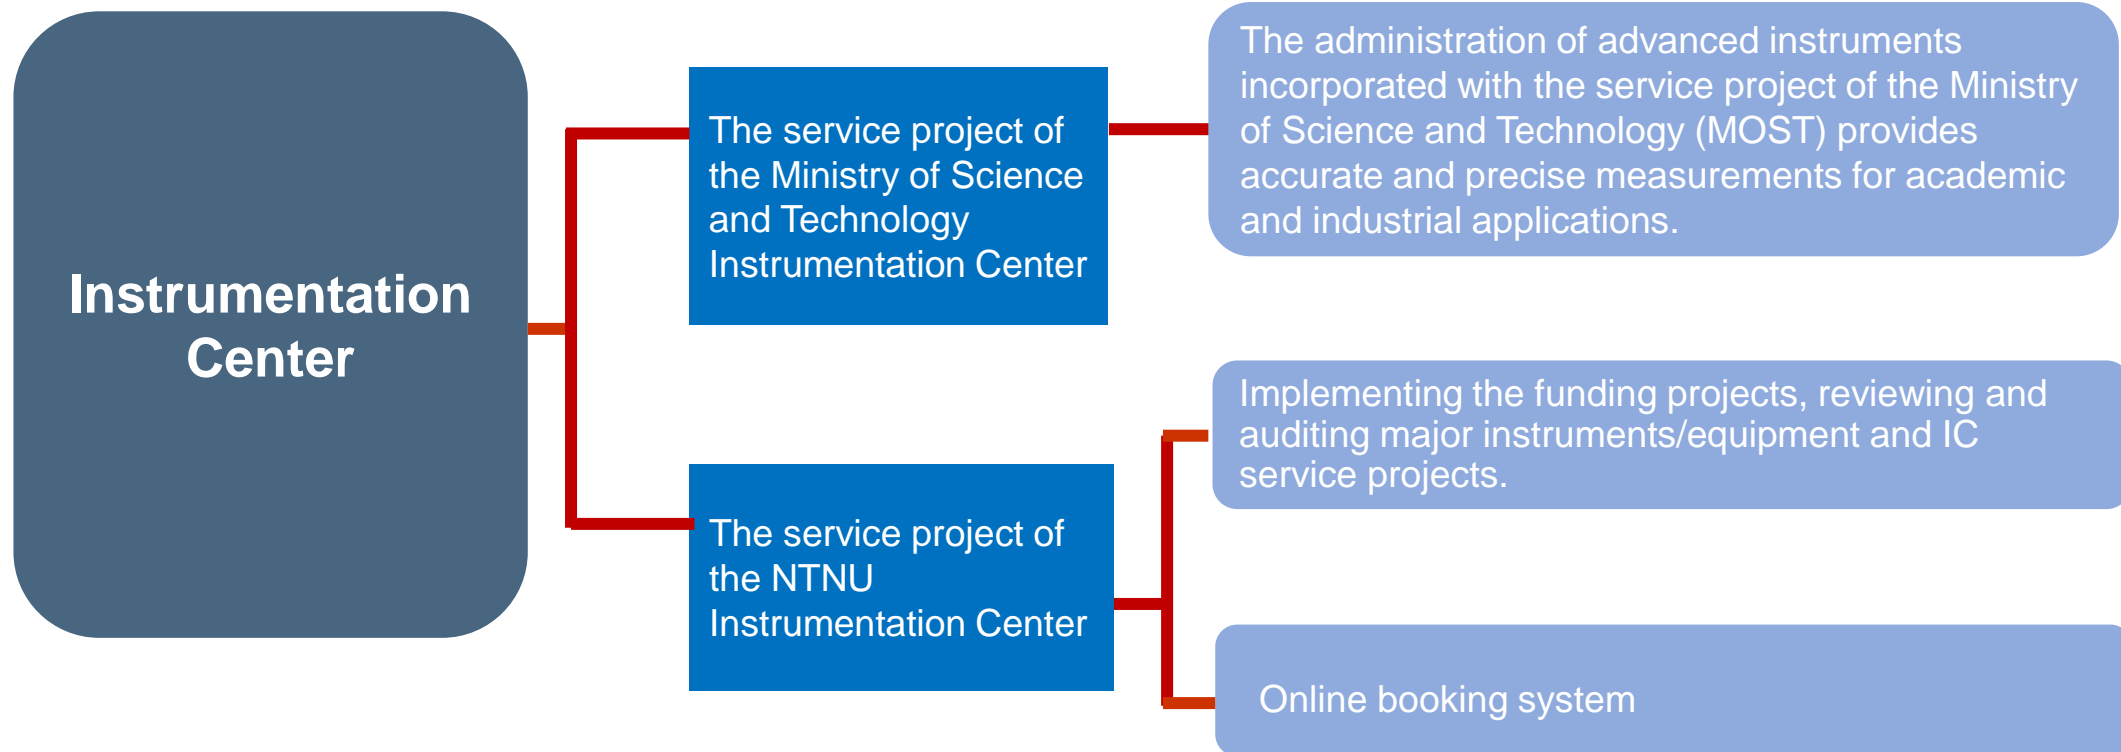 Instrumentation
Center
The service project of
the Ministry of Science
and Technology
Instrumentation Center
The administration of advanced instruments
incorporated with the service project of the Ministry
of Science and Technology (MOST) provides
accurate and precise measurements for academic
and industrial applications.
The service project of
the NTNU
Instrumentation Center
Implementing the funding projects, reviewing and
auditing major instruments/equipment and IC
service projects.
Online booking system